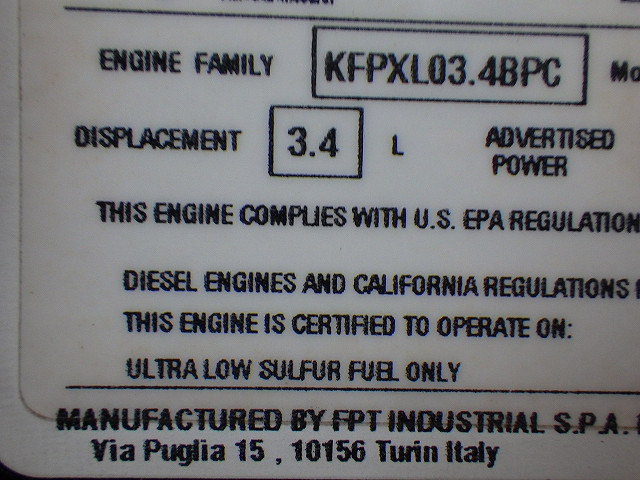 ENGINE FAMILY KFPXL03.4BPC Mo
DISPLACEMENT 3.4 L ADVERTISED
POWER
THIS ENGINE COMPLIES WITH U.S. EPA REGULATION
DIESEL ENGINES AND CALIFORNIA REGULATIONS
THIS ENGINE IS CERTIFIED TO OPERATE ON:
ULTRA LOW SULFUR FUEL ONLY
MANUFACTURED BY FPT INDUSTRIAL S.P.A.
Via Puglia 15 , 10156 Turin Italy